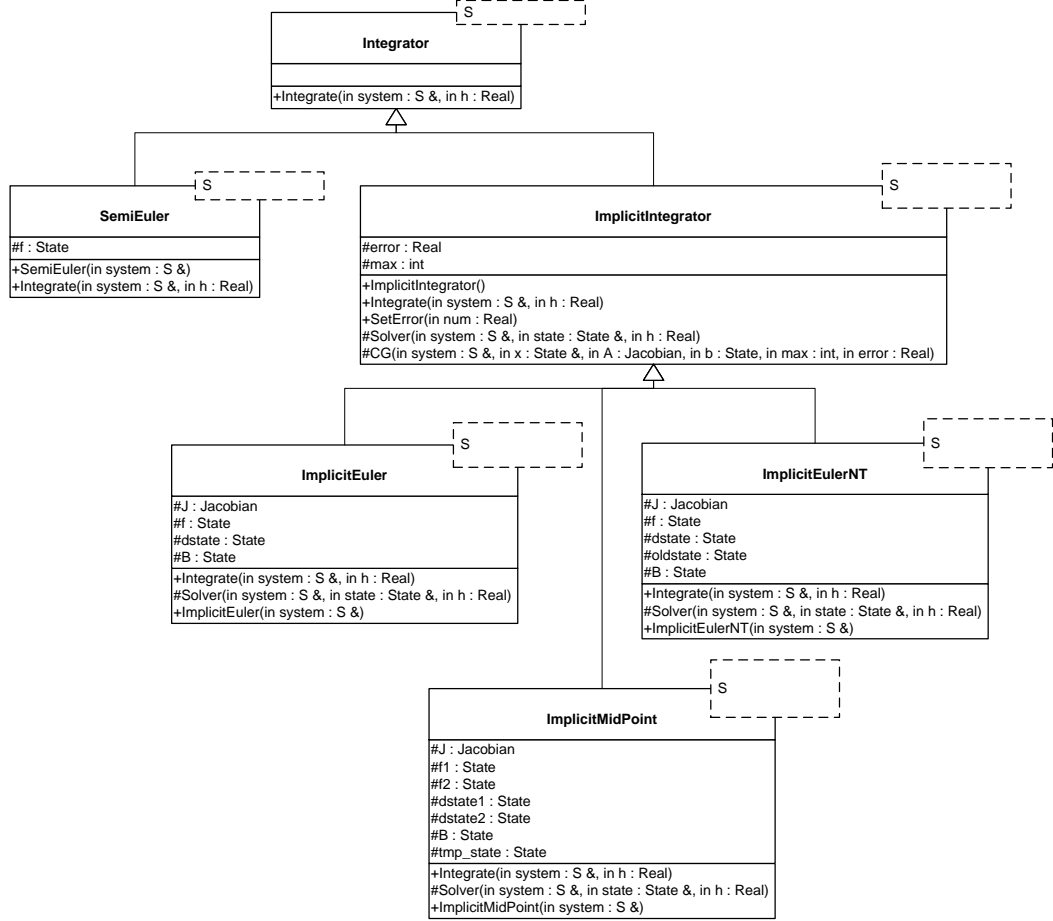 S
Integrator
+Integrate(in system : S &, in h : Real)
S
SemiEuler
#f : State
+SemiEuler(in system : S &)
+Integrate(in system : S &, in h : Real)
S
ImplicitIntegrator
#error : Real
#max : int
+ImplicitIntegrator()
+Integrate(in system : S &, in h : Real)
+SetError(in num : Real)
#Solver(in system : S &, in state : State &, in h : Real)
#CG(in system : S &, in x : State &, in A : Jacobian, in b : State, in max : int, in error : Real)
S
ImplicitEuler
#J : Jacobian
#f : State
#dstate : State
#B : State
+Integrate(in system : S &, in h : Real)
#Solver(in system : S &, in state : State &, in h : Real)
+ImplicitEuler(in system : S &)
S
ImplicitEulerNT
#J : Jacobian
#f : State
#dstate : State
#oldstate : State
#B : State
+Integrate(in system : S &, in h : Real)
#Solver(in system : S &, in state : State &, in h : Real)
+ImplicitEulerNT(in system : S &)
S
ImplicitMidPoint
#J : Jacobian
#f1 : State
#f2 : State
#dstate1 : State
#dstate2 : State
#B : State
#tmp_state : State
+Integrate(in system : S &, in h : Real)
#Solver(in system : S &, in state : State &, in h : Real)
+ImplicitMidPoint(in system : S &)